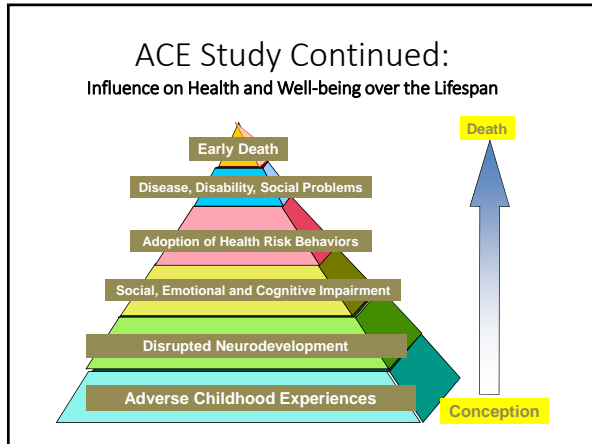 ACE Study Continued:
Influence on Health and Well-being over the Lifespan
Death
Early Death
Disease, Disability, Social Problems
Adoption of Health Risk Behaviors
Social, Emotional and Cognitive Impairment
Disrupted Neurodevelopment
Adverse Childhood Experiences
Conception